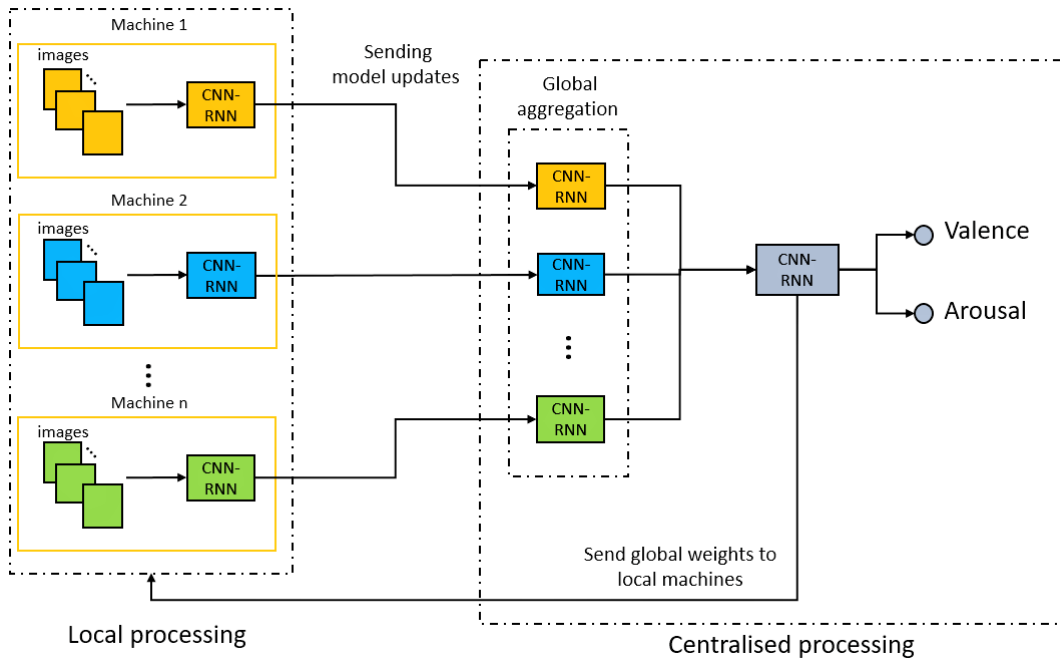 Machine 1
images
CNN-
RNN
Sending
model updates
Global
aggregation
CNN-
RNN
Machine 2
images
CNN-
RNN
CNN-
RNN
CNN-
RNN
Valence
Arousal
Machine n
images
CNN-
RNN
CNN-
RNN
Send global weights to
local machines
Local processing
Centralised processing